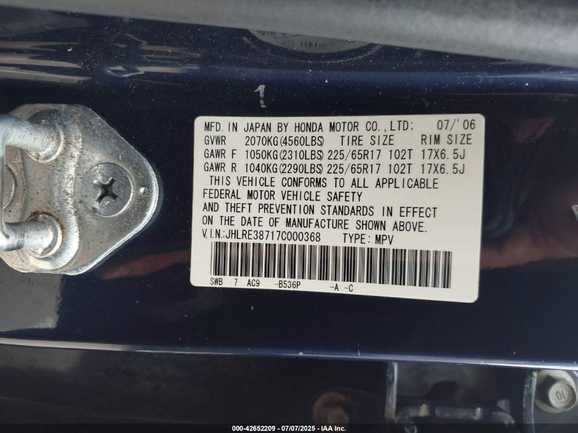 1
MFD. IN JAPAN BY HONDA MOTOR CO.,LTD: 07/'06
GVWR 2070KG(4560LBS) TIRE SIZE RIM SIZE
GAWR F 1050KG(2310LBS) 225/65R17 102T 17X6.5J
GAWR R 1040KG(2290LBS) 225/65R17 102T 17X6.5J
THIS VEHICLE CONFORMS TO ALL APPLICABLE
FEDERAL MOTOR VEHICLE SAFETY
AND THEFT PREVENTION STANDARDS IN EFFECT
ON THE DATE OF MANUFACTURE SHOWN ABOVE.
V.I.N:JHLRE38717C000368 TYPE: MPV
SWB 7 AC9 -B536P -A -C
000-42652209 - 07/07/2025 - IAA Inc.